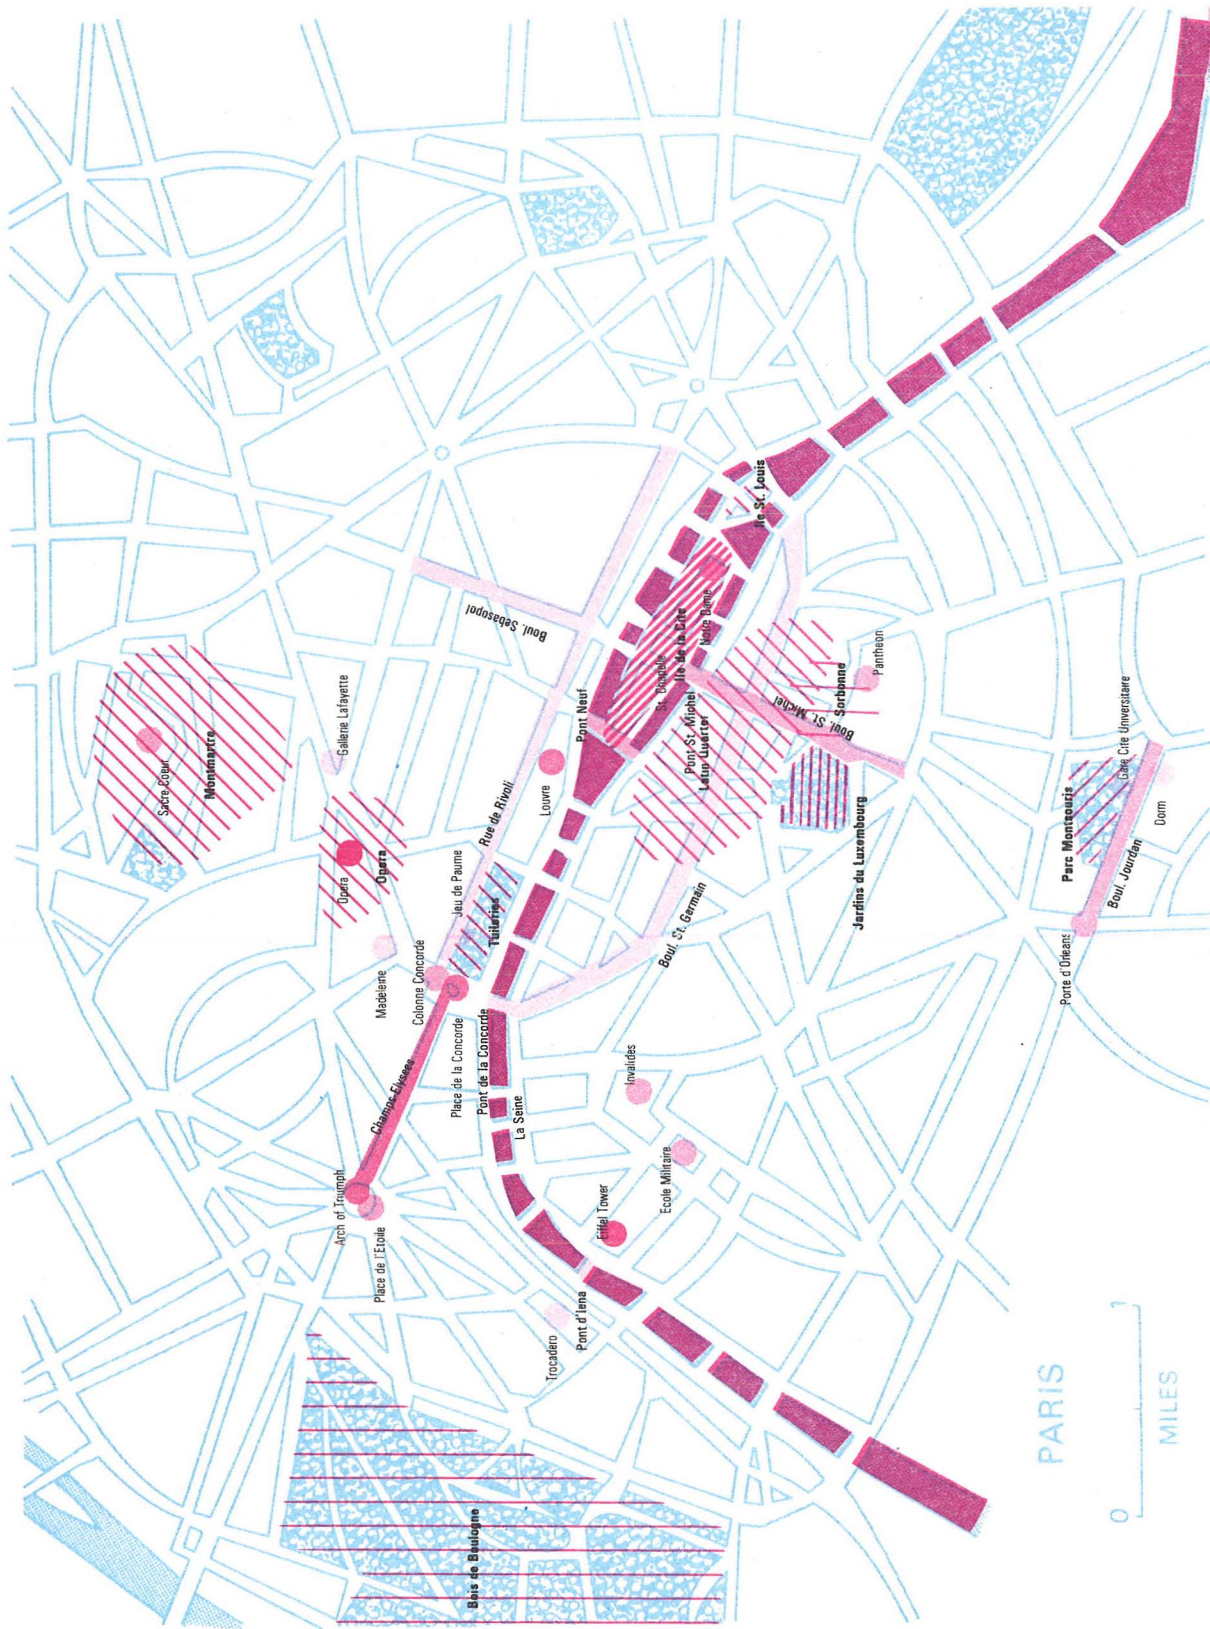 Sacre Coeur
Montmartre
Gallerie Lafayette
Opera
Opera
Madeleine
Boul. Sebasopol
Rue de Rivoli
Jeu de Paume
Tuileries
Louvre
Colonne Concorde
Champs-Elysees
Arch of Triumph
Place de l'Etoile
Place de la Concorde
Pont de la Concorde
La Seine
Pont Neuf
St. Chapelle
Ile de la Cite
Notre Dame
Ile St. Louis
Pont St. Michel
Latin Quarter
Boul. St. Michel
Sorbonne
Pantheon
Boul. St. Germain
Jardins du Luxembourg
Invalides
Ecole Militaire
Eiffel Tower
Trocadero
Pont d'Iena
Bois de Boulogne
Parc Montsouris
Gare Cite Universitaire
Dorm
Boul. Jourdan
Porte d'Orleans
PARIS
0 1
MILES